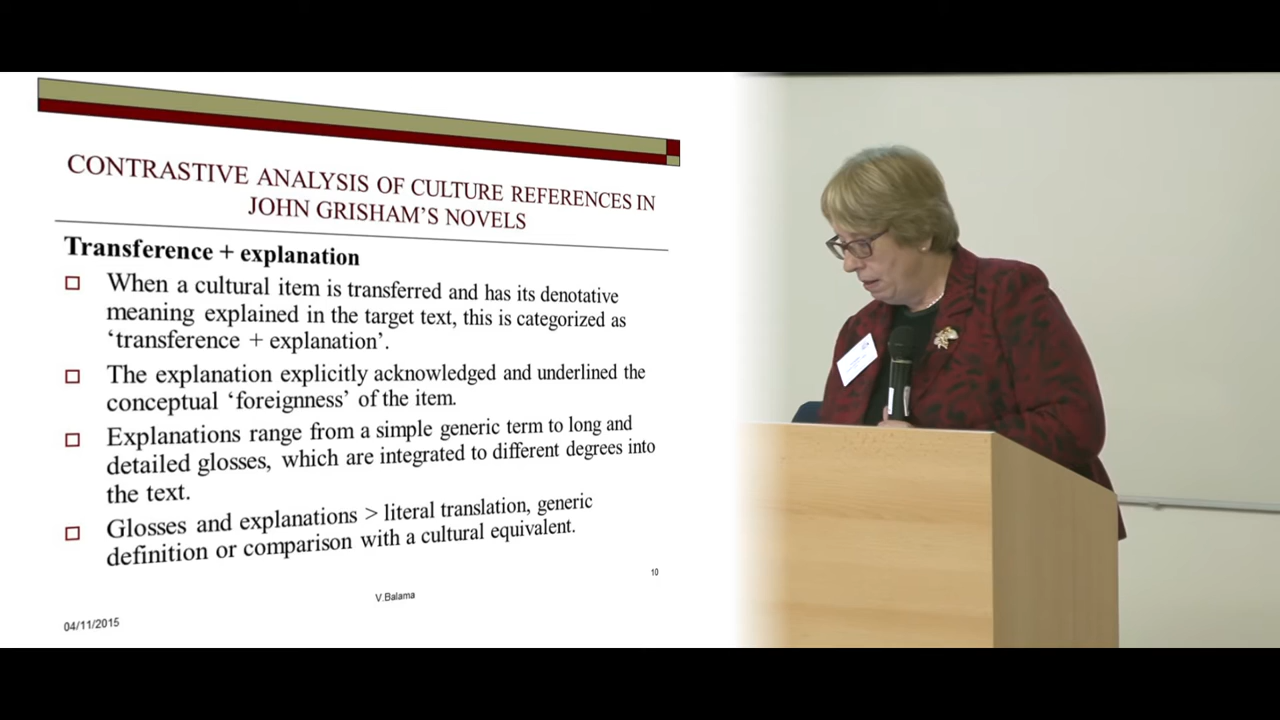 CONTRASTIVE ANALYSIS OF CULTURE REFERENCES IN
JOHN GRISHAM'S NOVELS
Transference + explanation
When a cultural item is transferred and has its denotative
meaning explained in the target text, this is categorized as
‘transference + explanation’.
The explanation explicitly acknowledged and underlined the
conceptual ‘foreignness’ of the item.
Explanations range from a simple generic term to long and
detailed glosses, which are integrated to different degrees into
the text.
Glosses and explanations > literal translation, generic
definition or comparison with a cultural equivalent.
10
V.Balama
04/11/2015